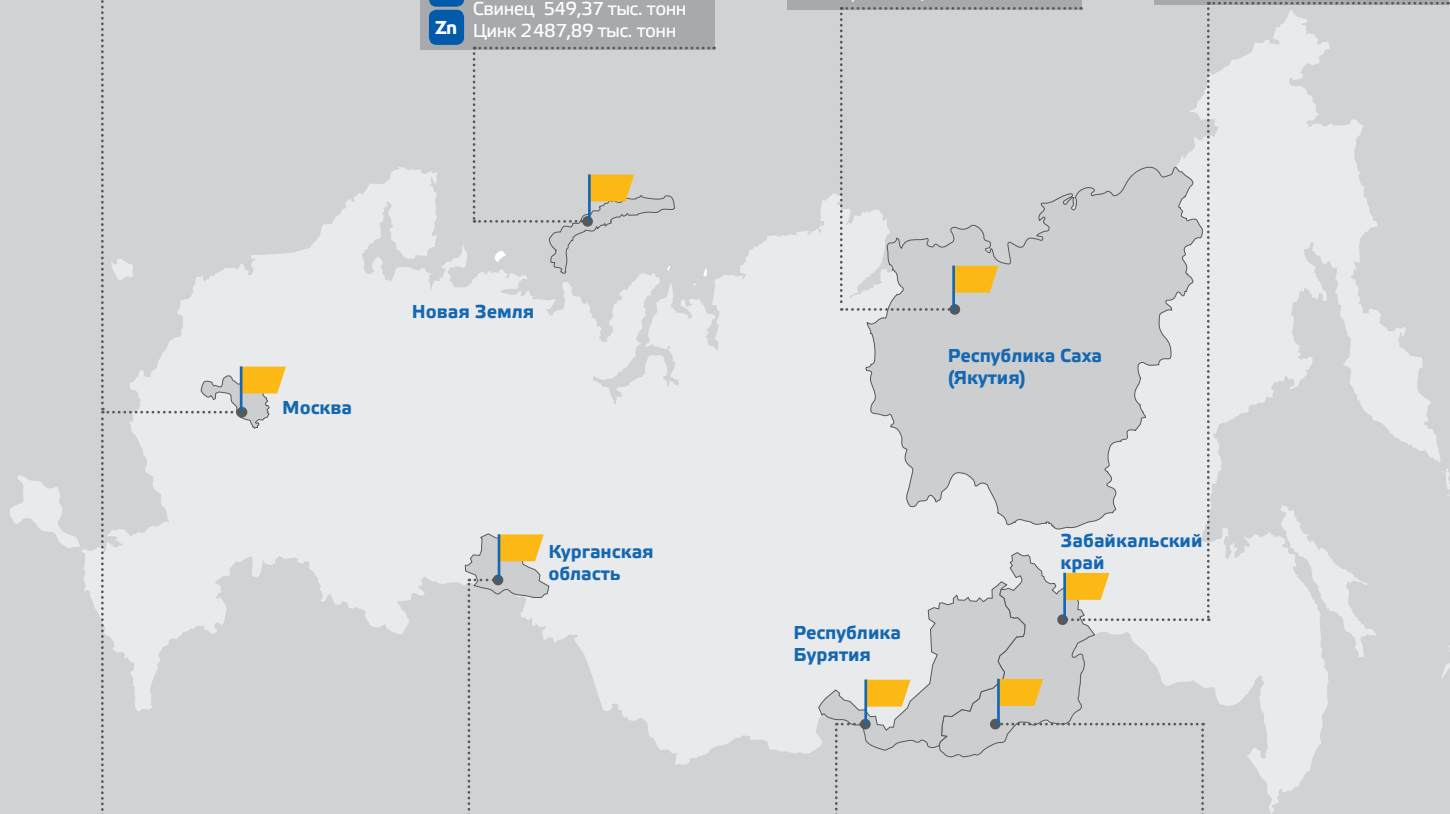 Свинец 549,37 тыс. тонн
Zn
Цинк 2487,89 тыс. тонн
Новая Земля
Республика Саха
(Якутия)
Москва
Забайкальский
край
Курганская
область
Республика
Бурятия